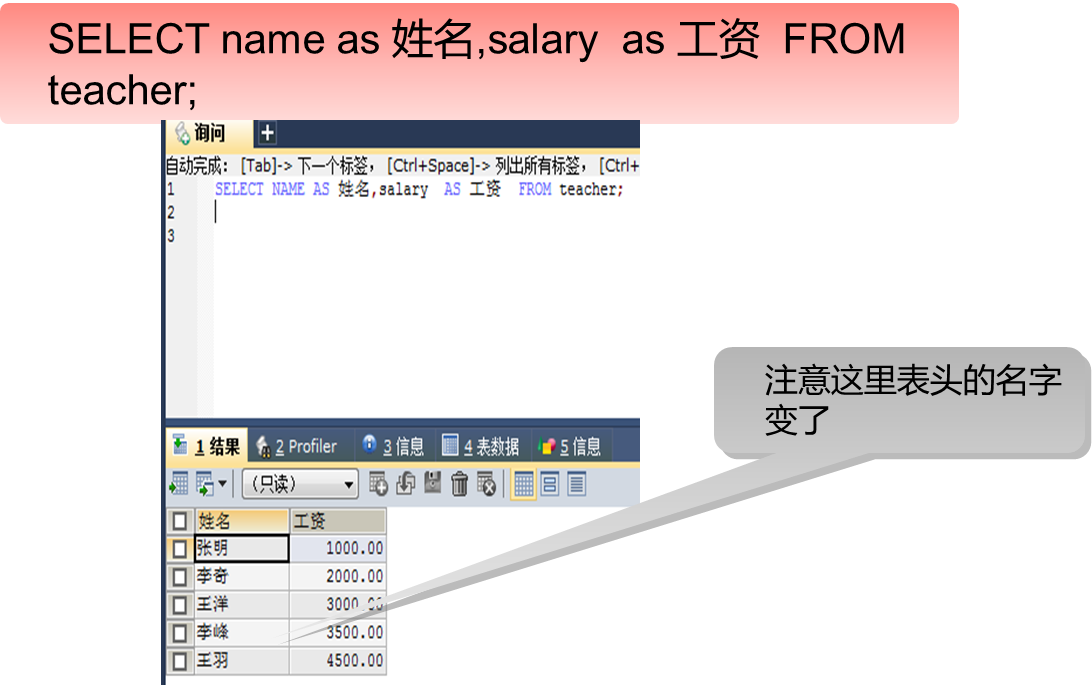 SELECT name as 姓名,salary  as 工资  FROM
teacher;
询问
自动完成: [Tab]-> 下一个标签, [Ctrl+Space]-> 列出所有标签, [Ctrl+
1 SELECT NAME AS 姓名,salary  AS 工资  FROM teacher;
2
3
注意这里表头的名字
变了
1 结果 2 Profiler 3 信息 4 表数据 5 信息
(只读)
姓名 工资
张明 1000.00
李奇 2000.00
王洋 3000.00
李峰 3500.00
王羽 4500.00